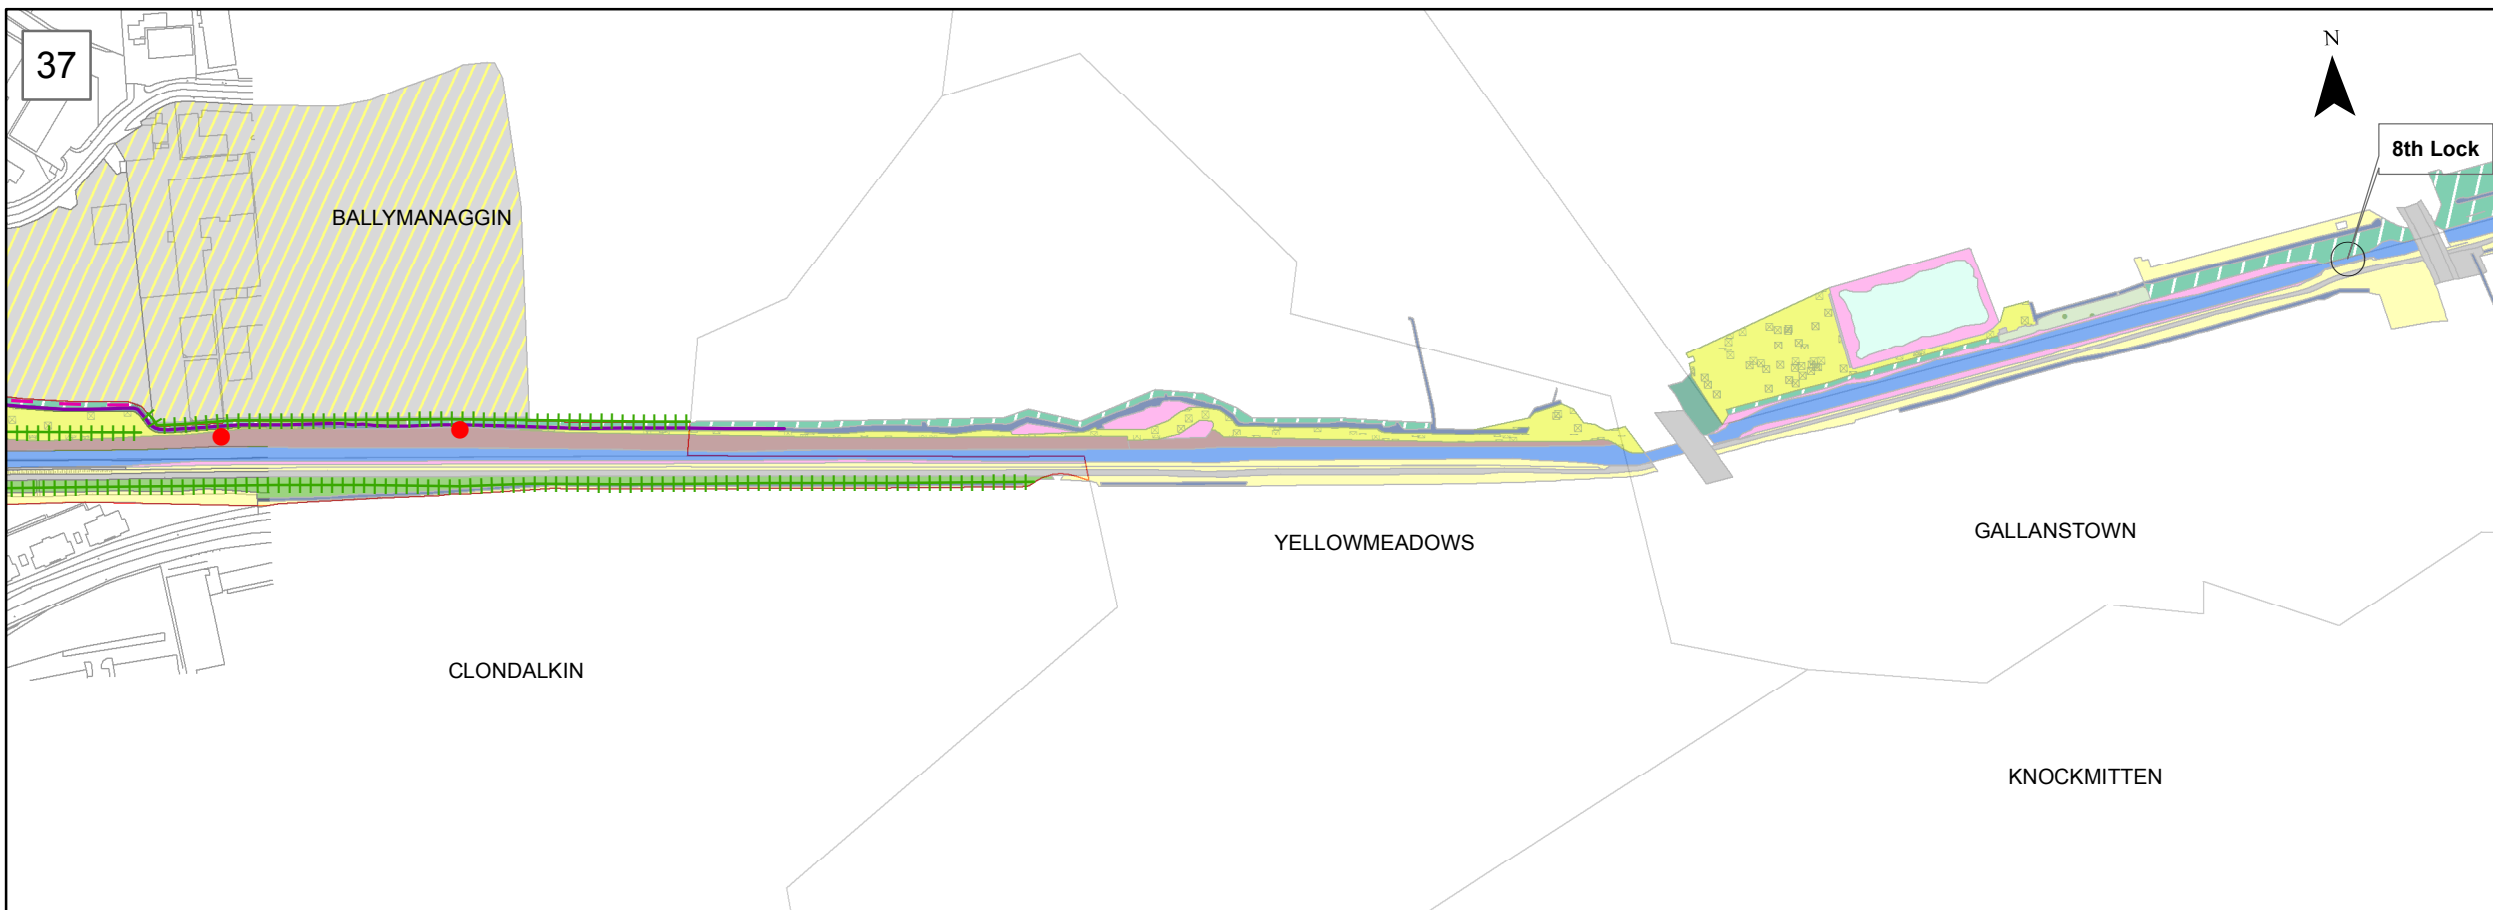 37
N
8th Lock
BALLYMANAGGIN
YELLOWMEADOWS
GALLANSTOWN
CLONDALKIN
KNOCKMITTEN